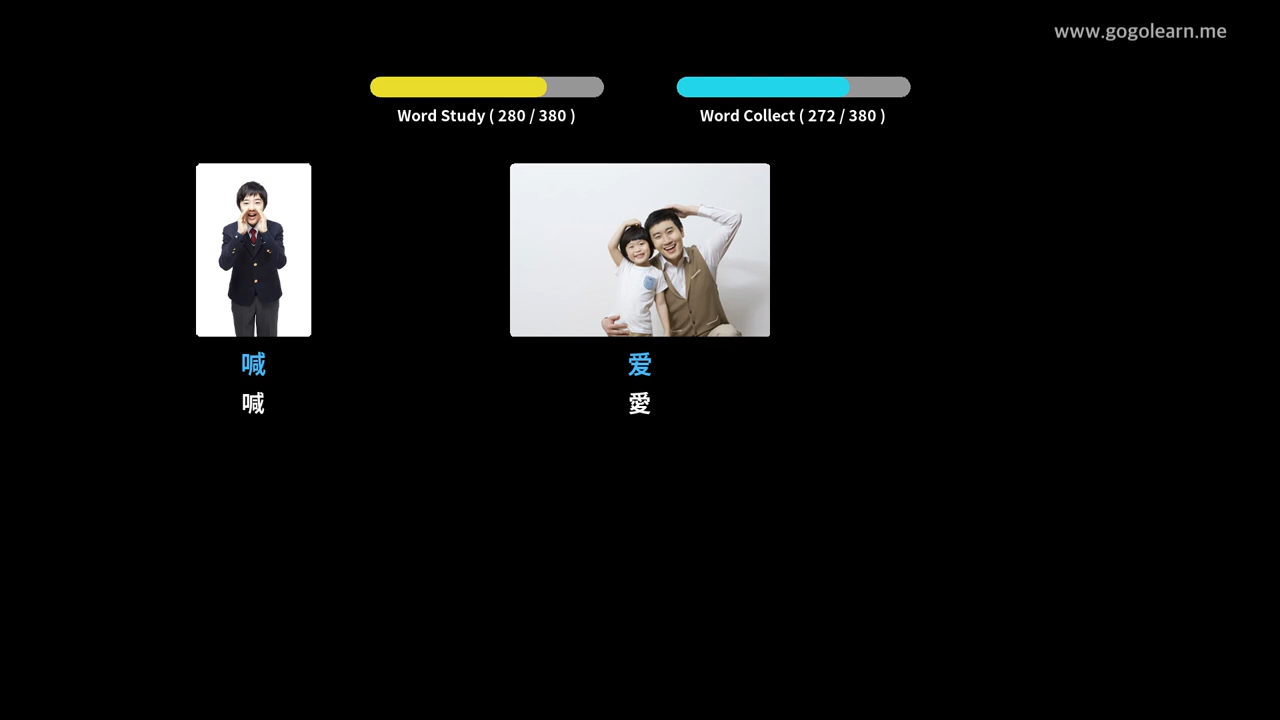 www.gogolearn.me
Word Study ( 280 / 380 )
Word Collect ( 272 / 380 )
喊
爱
喊
愛